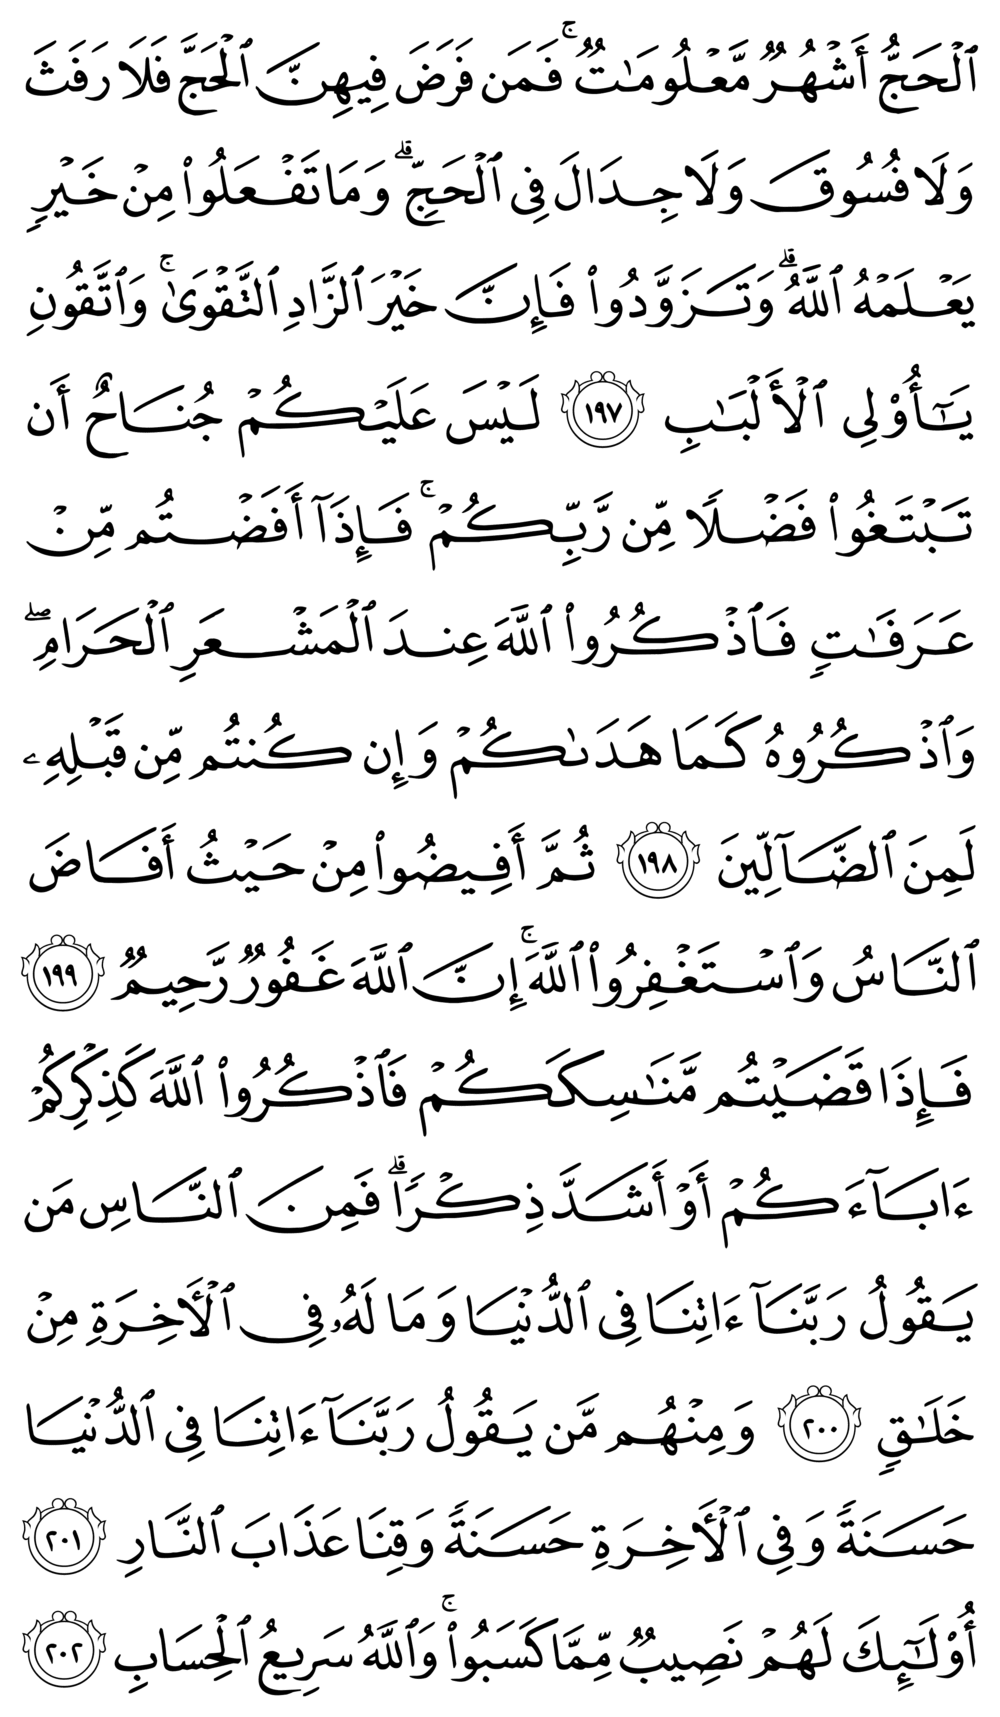 ٱلۡحَجُّ أَشۡهُرٞ مَّعۡلُومَٰتٞۚ فَمَن فَرَضَ فِيهِنَّ ٱلۡحَجَّ فَلَا رَفَثَ
وَلَا فُسُوقَ وَلَا جِدَالَ فِي ٱلۡحَجِّۗ وَمَا تَفۡعَلُواْ مِنۡ خَيۡرٖ
يَعۡلَمۡهُ ٱللَّهُۗ وَتَزَوَّدُواْ فَإِنَّ خَيۡرَ ٱلزَّادِ ٱلتَّقۡوَىٰۚ وَٱتَّقُونِ
يَٰٓأُوْلِي ٱلۡأَلۡبَٰبِ ١٩٧ لَيۡسَ عَلَيۡكُمۡ جُنَاحٌ أَن
تَبۡتَغُواْ فَضۡلٗا مِّن رَّبِّكُمۡۚ فَإِذَآ أَفَضۡتُم مِّنۡ
عَرَفَٰتٖ فَٱذۡكُرُواْ ٱللَّهَ عِندَ ٱلۡمَشۡعَرِ ٱلۡحَرَامِۖ
وَٱذۡكُرُوهُ كَمَا هَدَىٰكُمۡ وَإِن كُنتُم مِّن قَبۡلِهِۦ
لَمِنَ ٱلضَّآلِّينَ ١٩٨ ثُمَّ أَفِيضُواْ مِنۡ حَيۡثُ أَفَاضَ
ٱلنَّاسُ وَٱسۡتَغۡفِرُواْ ٱللَّهَۚ إِنَّ ٱللَّهَ غَفُورٞ رَّحِيمٞ ١٩٩
فَإِذَا قَضَيۡتُم مَّنَٰسِكَكُمۡ فَٱذۡكُرُواْ ٱللَّهَ كَذِكۡرِكُمۡ
ءَابَآءَكُمۡ أَوۡ أَشَدَّ ذِكۡرٗاۗ فَمِنَ ٱلنَّاسِ مَن
يَقُولُ رَبَّنَآ ءَاتِنَا فِي ٱلدُّنۡيَا وَمَا لَهُۥ فِي ٱلۡأٓخِرَةِ مِنۡ
خَلَٰقٖ ٢٠٠ وَمِنۡهُم مَّن يَقُولُ رَبَّنَآ ءَاتِنَا فِي ٱلدُّنۡيَا
حَسَنَةٗ وَفِي ٱلۡأٓخِرَةِ حَسَنَةٗ وَقِنَا عَذَابَ ٱلنَّارِ ٢٠١
أُوْلَٰٓئِكَ لَهُمۡ نَصِيبٞ مِّمَّا كَسَبُواْۚ وَٱللَّهُ سَرِيعُ ٱلۡحِسَابِ ٢٠٢